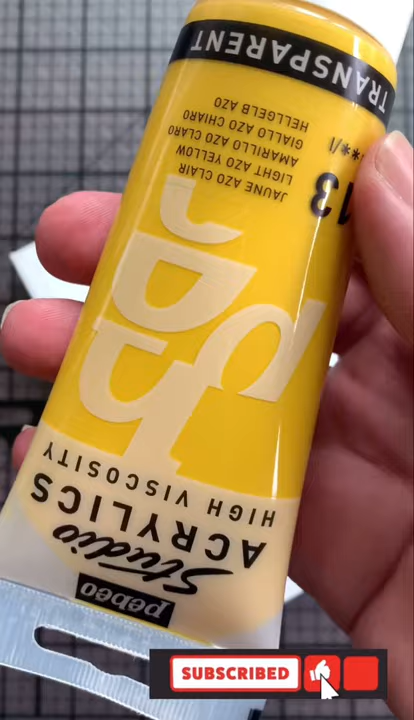 pebeo
Studio
ACRYLICS
HIGH VISCOSITY
13
***/I
JAUNE AZO CLAIR
LIGHT AZO YELLOW
AMARILLO AZO CLARO
GIALLO AZO CHIARO
HELLGELB AZO
TRANSPARENT
SUBSCRIBED